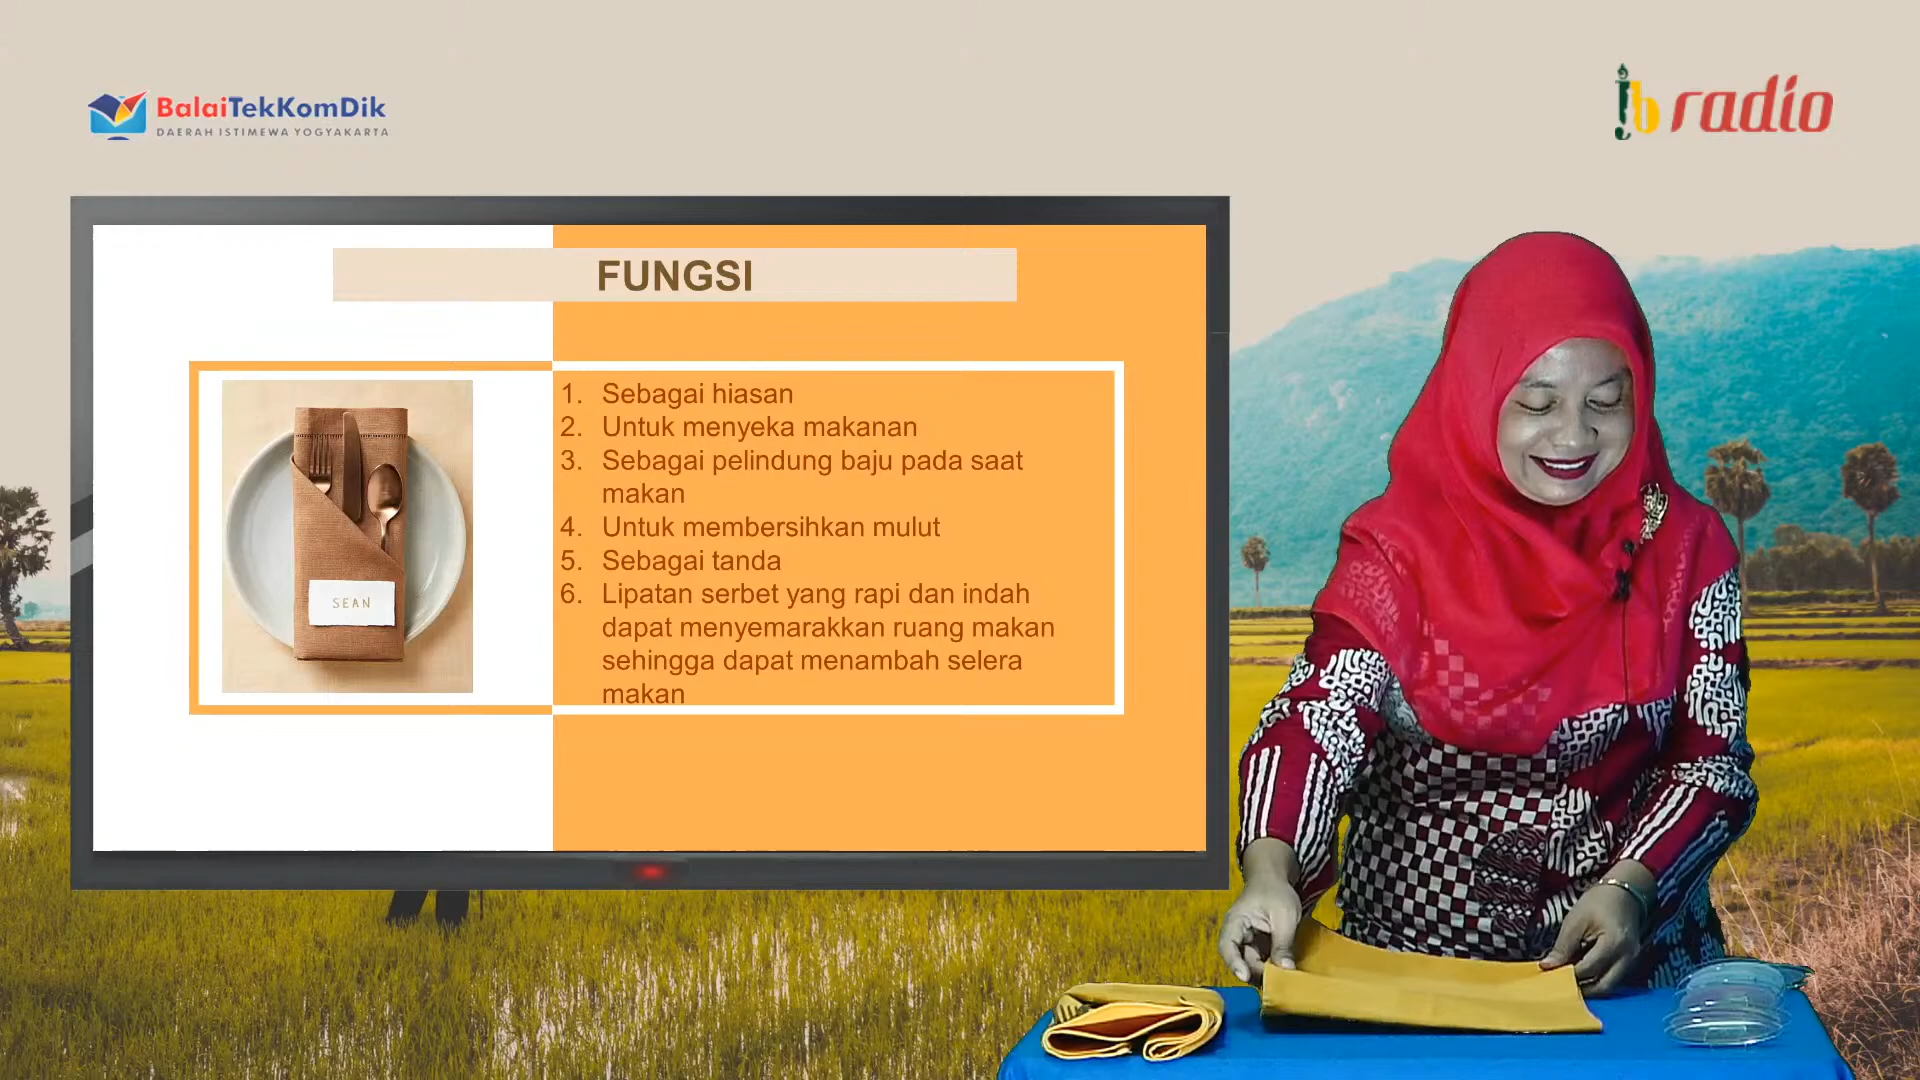 BalaiTekKomDik
DAERAH ISTIMEWA YOGYAKARTA
jb radio
FUNGSI
1. Sebagai hiasan
2. Untuk menyeka makanan
3. Sebagai pelindung baju pada saat
makan
4. Untuk membersihkan mulut
5. Sebagai tanda
6. Lipatan serbet yang rapi dan indah
dapat menyemarakkan ruang makan
sehingga dapat menambah selera
makan
SEAN